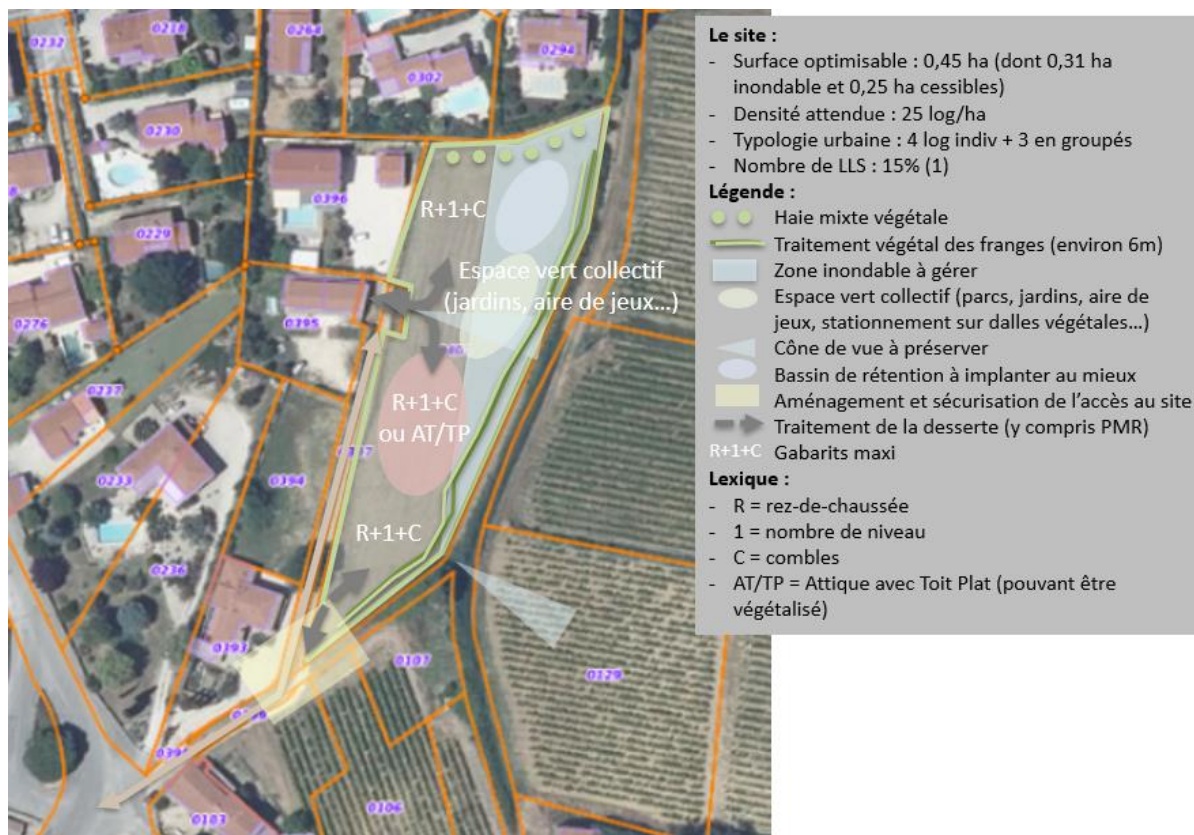 0232
0218
0264
0294
0302
0230
0396
0229
0276
0395
0237
0233
0394
0236
0393
0107
0129
0106
0103
R+1+C
Espace vert collectif
(jardins, aire de jeux...)
R+1+C
ou AT/TP
R+1+C
Le site :
- Surface optimisable : 0,45 ha (dont 0,31 ha
inondable et 0,25 ha cessibles)
- Densité attendue : 25 log/ha
- Typologie urbaine : 4 log indiv + 3 en groupés
- Nombre de LLS : 15% (1)
Légende :
Haie mixte végétale
Traitement végétal des franges (environ 6m)
Zone inondable à gérer
Espace vert collectif (parcs, jardins, aire de
jeux, stationnement sur dalles végétales...)
Cône de vue à préserver
Bassin de rétention à implanter au mieux
Aménagement et sécurisation de l'accès au site
Traitement de la desserte (y compris PMR)
R+1+C Gabarits maxi
Lexique :
- R = rez-de-chaussée
- 1 = nombre de niveau
- C = combles
- AT/TP = Attique avec Toit Plat (pouvant être
végétalisé)